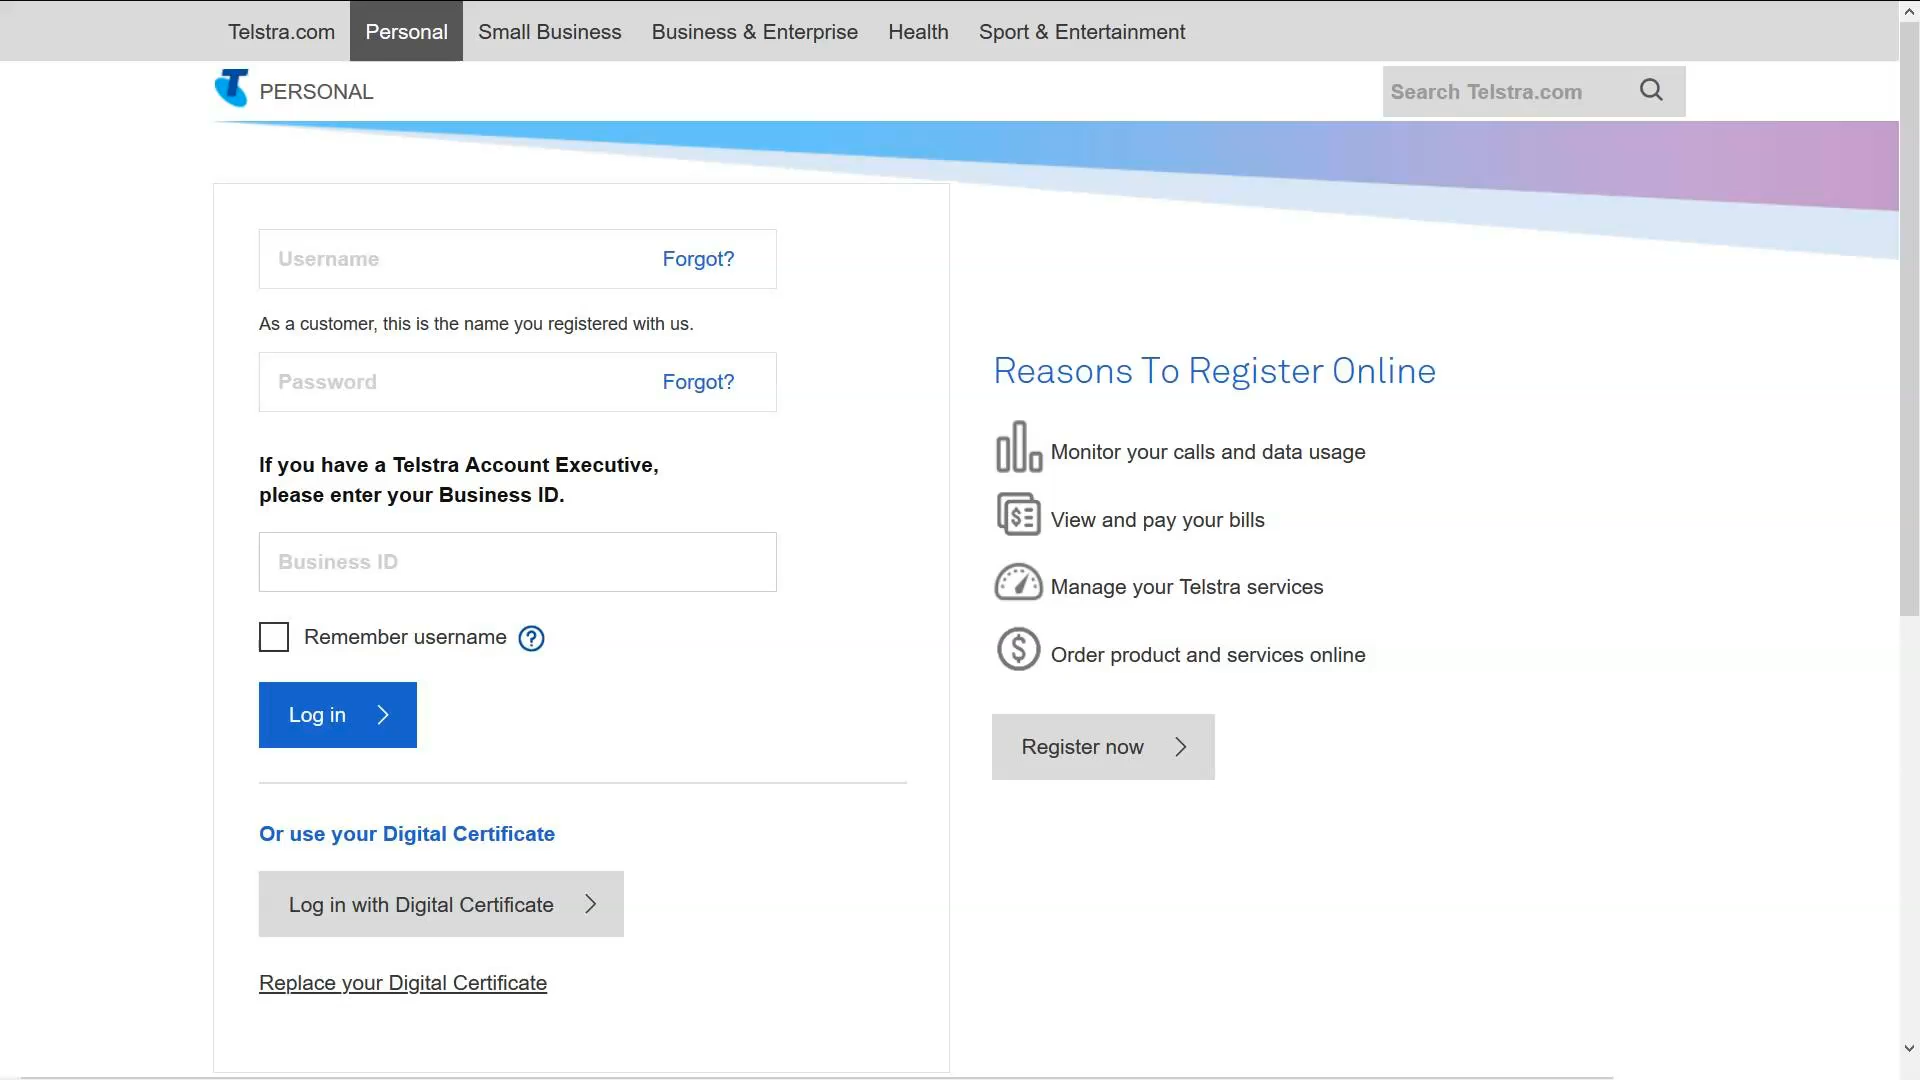 Telstra.com Personal Small Business Business & Enterprise Health Sport & Entertainment
PERSONAL
Search Telstra.com
Username Forgot?
As a customer, this is the name you registered with us.
Password Forgot?
If you have a Telstra Account Executive,
please enter your Business ID.
Business ID
Remember username ?
Log in
Or use your Digital Certificate
Log in with Digital Certificate
Replace your Digital Certificate
Reasons To Register Online
Monitor your calls and data usage
View and pay your bills
Manage your Telstra services
Order product and services online
Register now